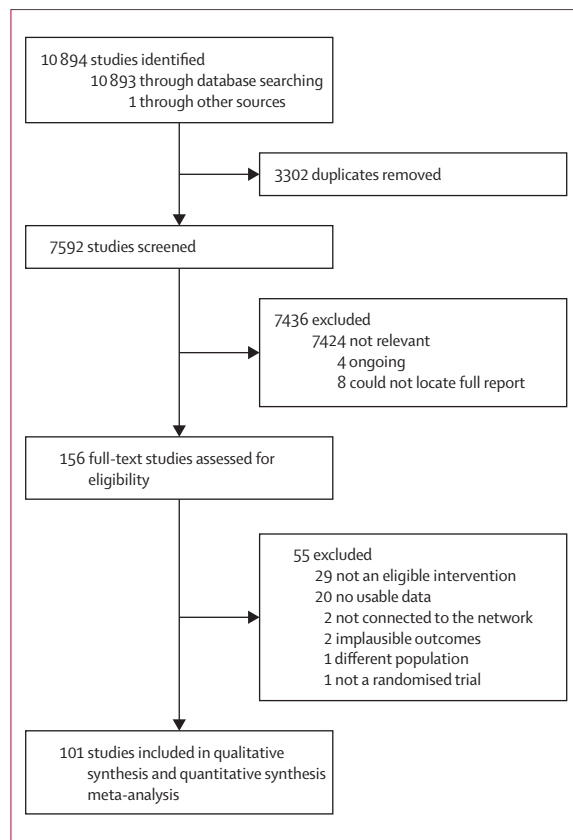 10 894 studies identified
10 893 through database searching
1 through other sources
3302 duplicates removed
7592 studies screened
7436 excluded
7424 not relevant
4 ongoing
8 could not locate full report
156 full-text studies assessed for
eligibility
55 excluded
29 not an eligible intervention
20 no usable data
2 not connected to the network
2 implausible outcomes
1 different population
1 not a randomised trial
101 studies included in qualitative
synthesis and quantitative synthesis
meta-analysis